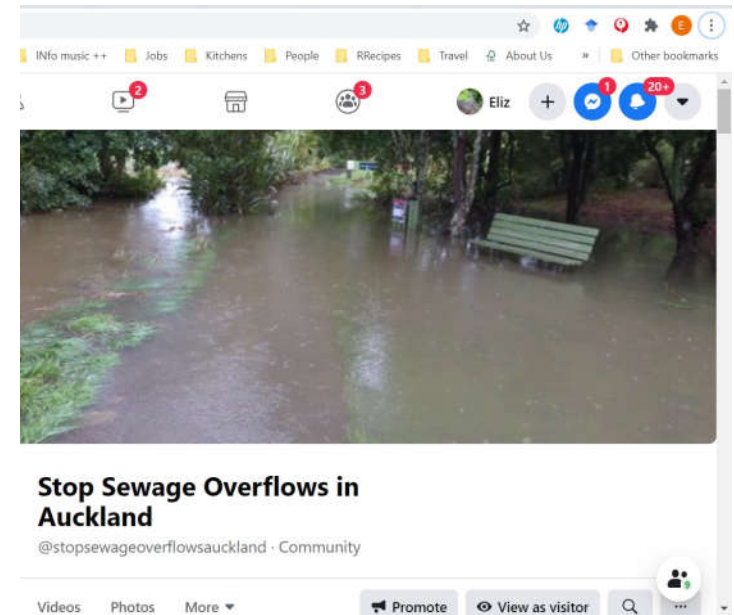 E
INfo music ++ Jobs Kitchens People RRecipes Travel About Us » Other bookmarks
2 3 Eliz + 1 20+
Stop Sewage Overflows in
Auckland
@stopsewageoverflowsauckland · Community
Videos Photos More Promote View as visitor ...